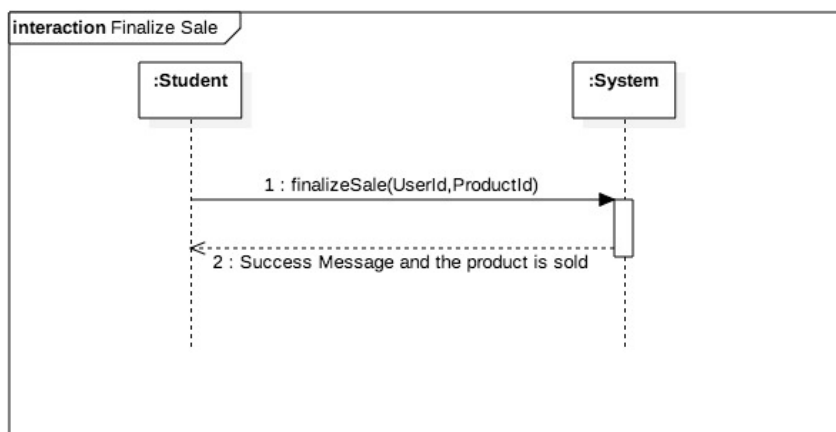 interaction Finalize Sale
:Student
:System
1 : finalizeSale(UserId,ProductId)
2 : Success Message and the product is sold